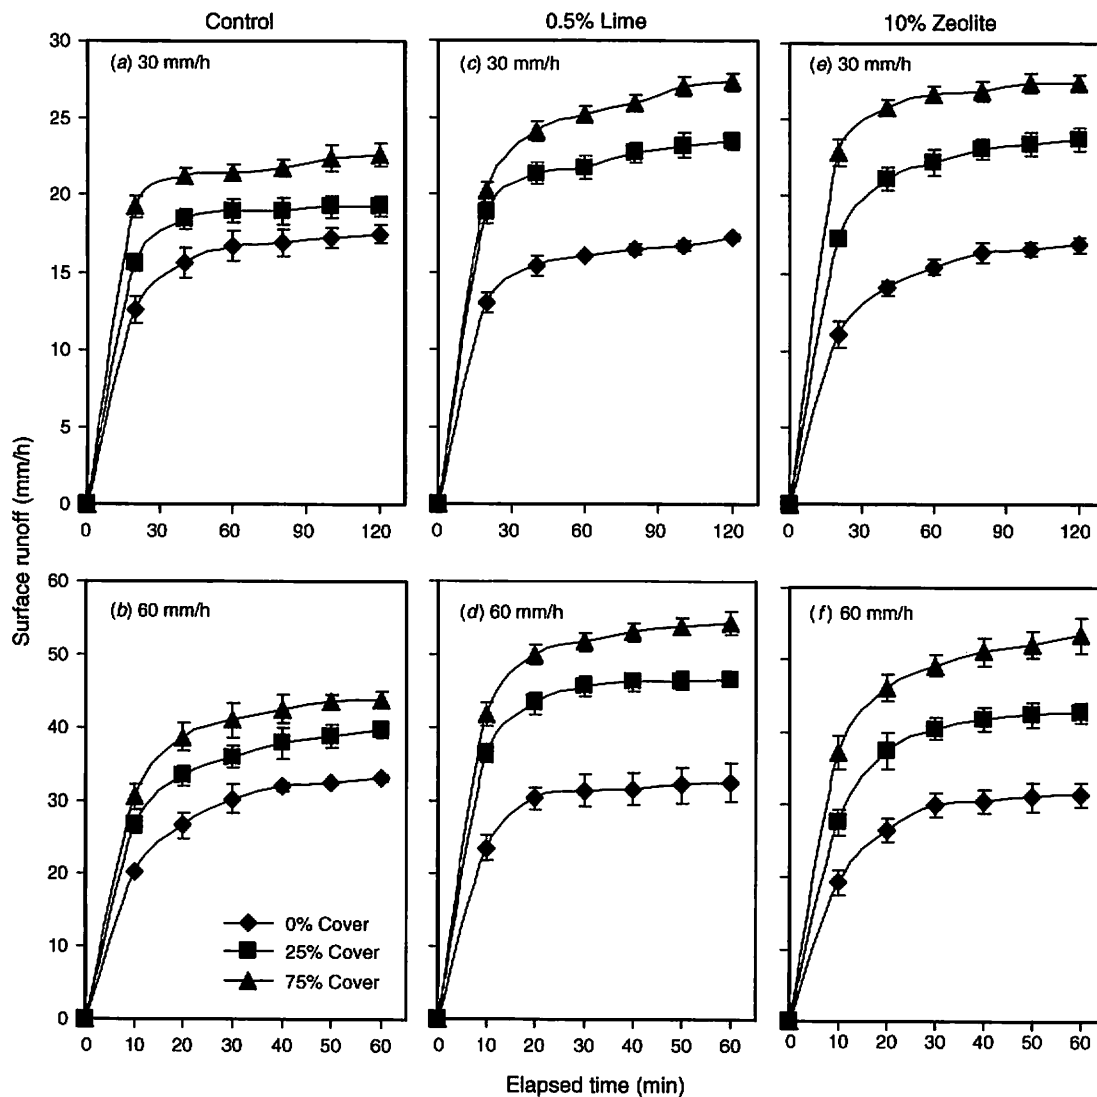 Control
0.5% Lime
10% Zeolite
30
25
20
15
10
5
0
(a) 30 mm/h
0 30 60 90 120
(c) 30 mm/h
0 30 60 90 120
(e) 30 mm/h
0 30 60 90 120
Surface runoff (mm/h)
60
50
40
30
20
10
0
(b) 60 mm/h
0% Cover
25% Cover
75% Cover
0 10 20 30 40 50 60
(d) 60 mm/h
0 10 20 30 40 50 60
(f) 60 mm/h
0 10 20 30 40 50 60
Elapsed time (min)